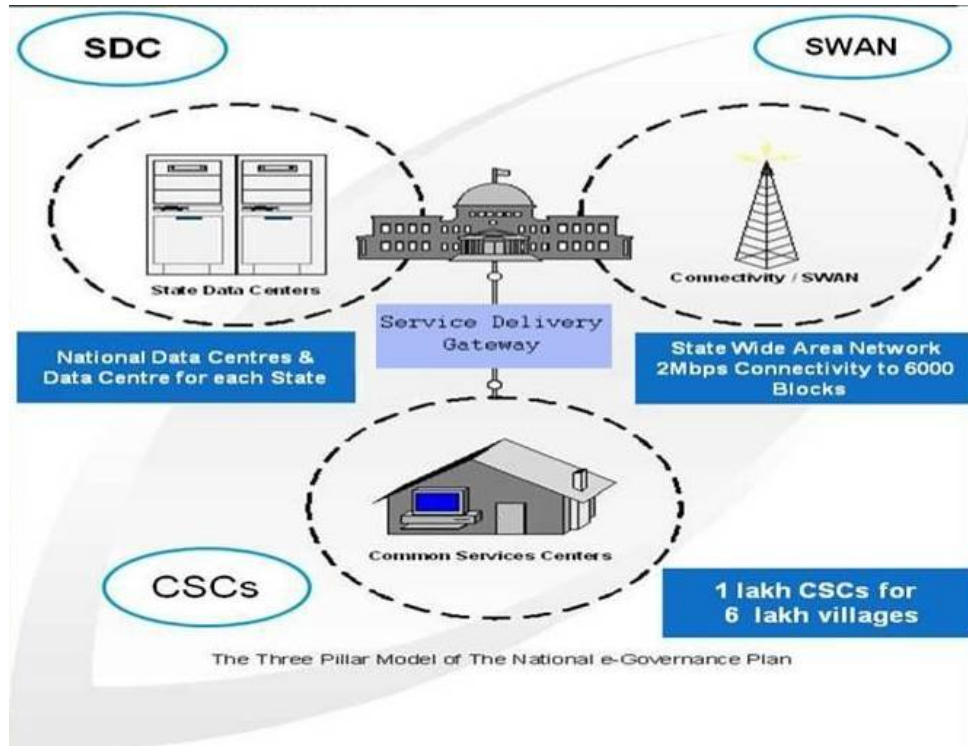 SDC
SWAN
State Data Centers
Connectivity / SWAN
Service Delivery
Gateway
National Data Centres &
Data Centre for each State
State Wide Area Network
2Mbps Connectivity to 6000
Blocks
Common Services Centers
CSCs
1 lakh CSCs for
6 lakh villages
The Three Pillar Model of The National e-Governance Plan